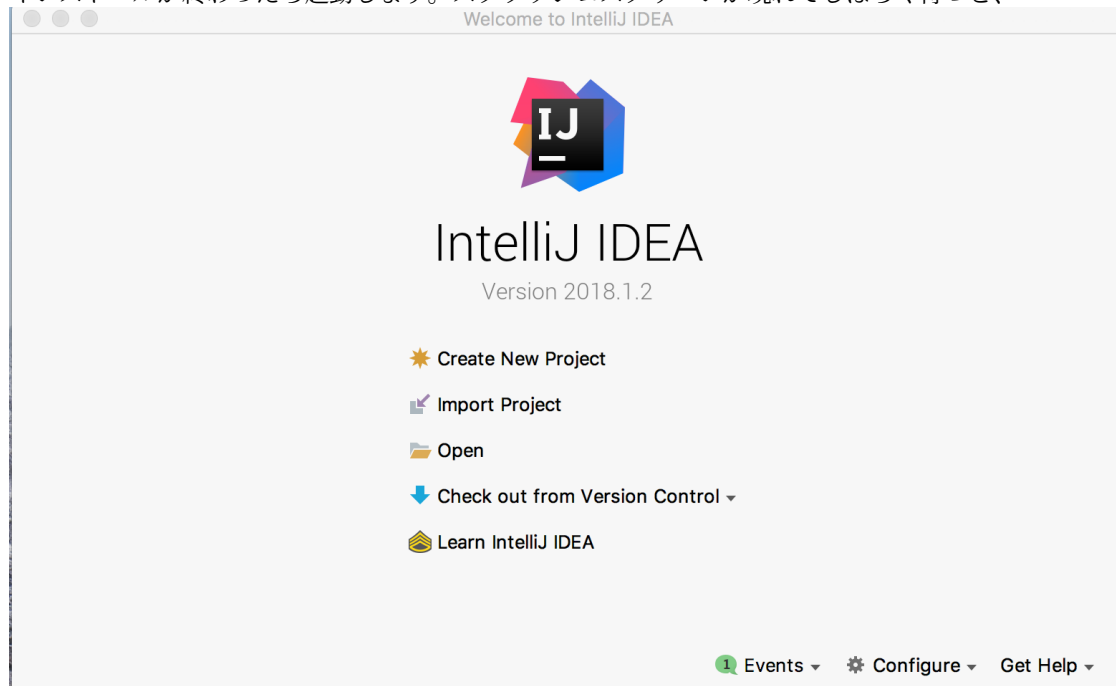 Welcome to IntelliJ IDEA
IJ
IntelliJ IDEA
Version 2018.1.2
Create New Project
Import Project
Open
Check out from Version Control
Learn IntelliJ IDEA
1 Events Configure Get Help